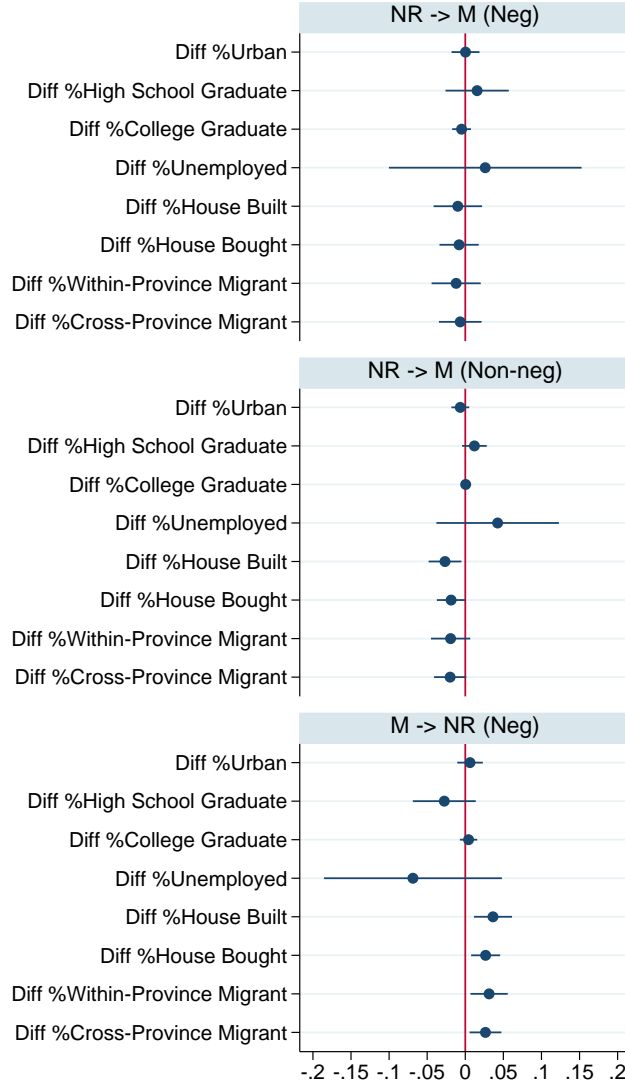 NR -> M (Neg)
Diff %Urban
Diff %High School Graduate
Diff %College Graduate
Diff %Unemployed
Diff %House Built
Diff %House Bought
Diff %Within-Province Migrant
Diff %Cross-Province Migrant
NR -> M (Non-neg)
Diff %Urban
Diff %High School Graduate
Diff %College Graduate
Diff %Unemployed
Diff %House Built
Diff %House Bought
Diff %Within-Province Migrant
Diff %Cross-Province Migrant
M -> NR (Neg)
Diff %Urban
Diff %High School Graduate
Diff %College Graduate
Diff %Unemployed
Diff %House Built
Diff %House Bought
Diff %Within-Province Migrant
Diff %Cross-Province Migrant
-.2 -.15 -.1 -.05 0 .05 .1 .15 .2